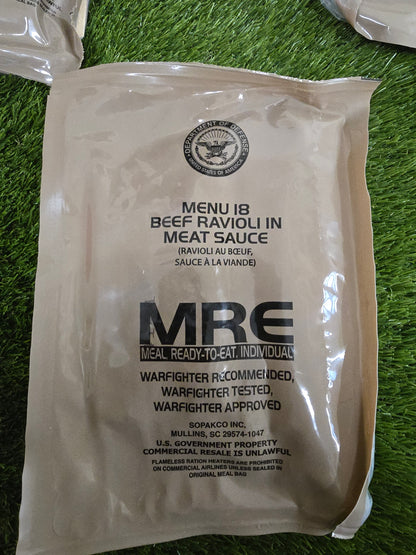 DEPARTMENT OF DEFENSE
UNITED STATES OF AMERICA
MENU 18
BEEF RAVIOLI IN
MEAT SAUCE
(RAVIOLI AU BŒUF,
SAUCE À LA VIANDE)
MRE
MEAL READY-TO-EAT. INDIVIDUAL
WARFIGHTER RECOMMENDED,
WARFIGHTER TESTED,
WARFIGHTER APPROVED
SOPAKCO INC,
MULLINS, SC 29574-1047
U.S. GOVERNMENT PROPERTY
COMMERCIAL RESALE IS UNLAWFUL
FLAMELESS RATION HEATERS ARE PROHIBITED
ON COMMERCIAL AIRLINES UNLESS SEALED IN
ORIGINAL MEAL BAG